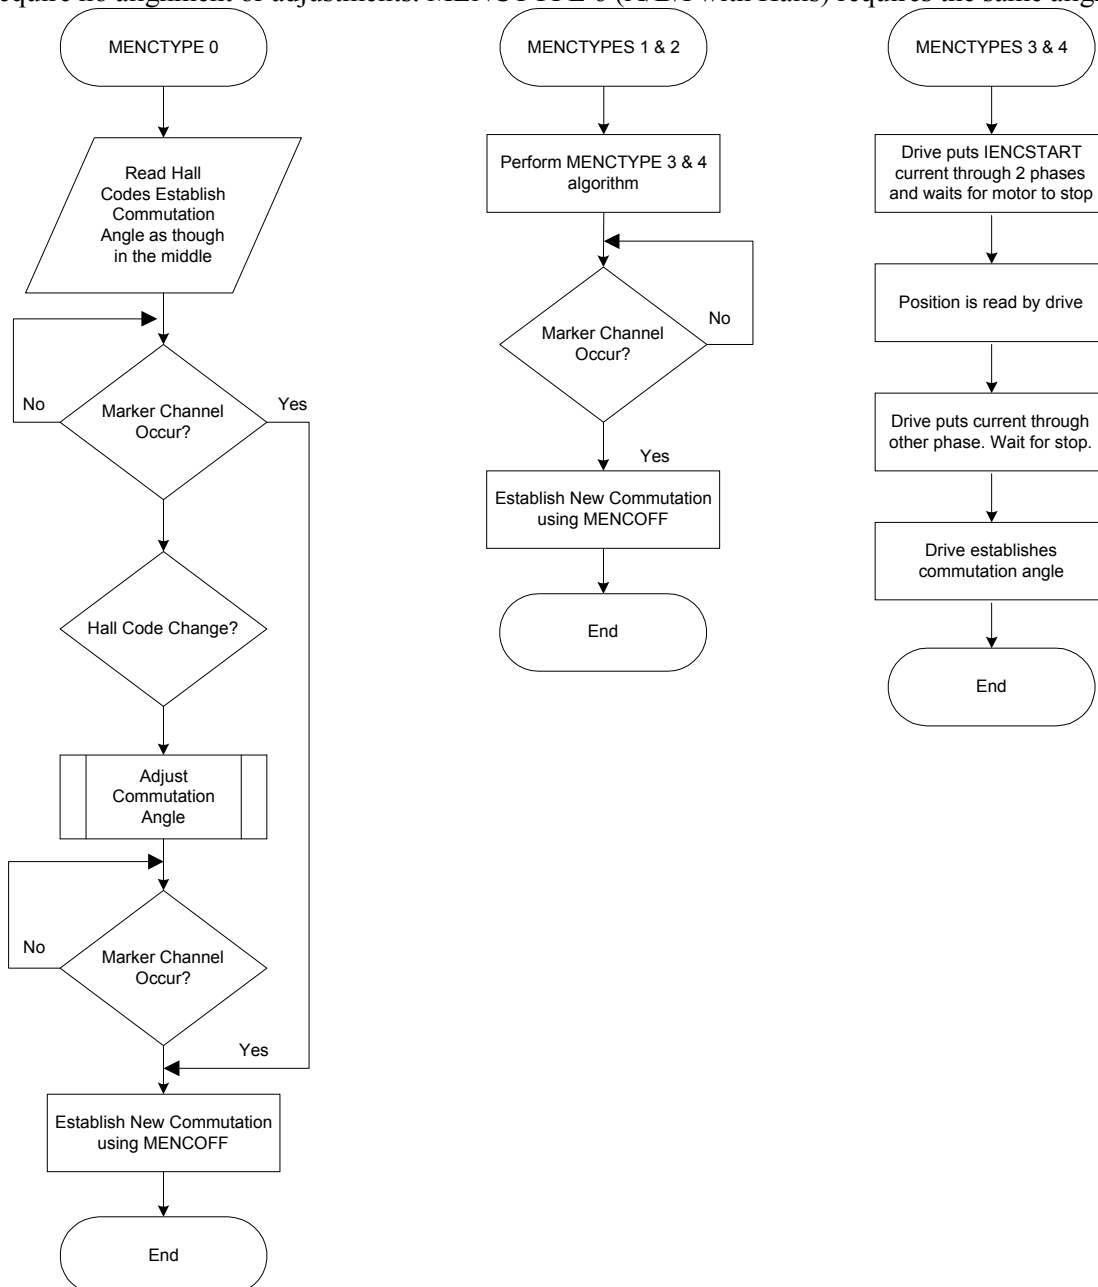 equire no alignment or adjustments. MENCTYPE 6 (A/B/I with Halls) requires the same
MENCTYPE 0
Read Hall
Codes Establish
Commutation
Angle as though
in the middle
No
Marker Channel
Occur?
Yes
Hall Code Change?
Adjust
Commutation
Angle
No
Marker Channel
Occur?
Yes
Establish New Commutation
using MENCOFF
End
MENCTYPES 1 & 2
Perform MENCTYPE 3 & 4
algorithm
Marker Channel
Occur?
No
Yes
Establish New Commutation
using MENCOFF
End
MENCTYPES 3 & 4
Drive puts IENCSTART
current through 2 phases
and waits for motor to stop
Position is read by drive
Drive puts current through
other phase. Wait for stop.
Drive establishes
commutation angle
End